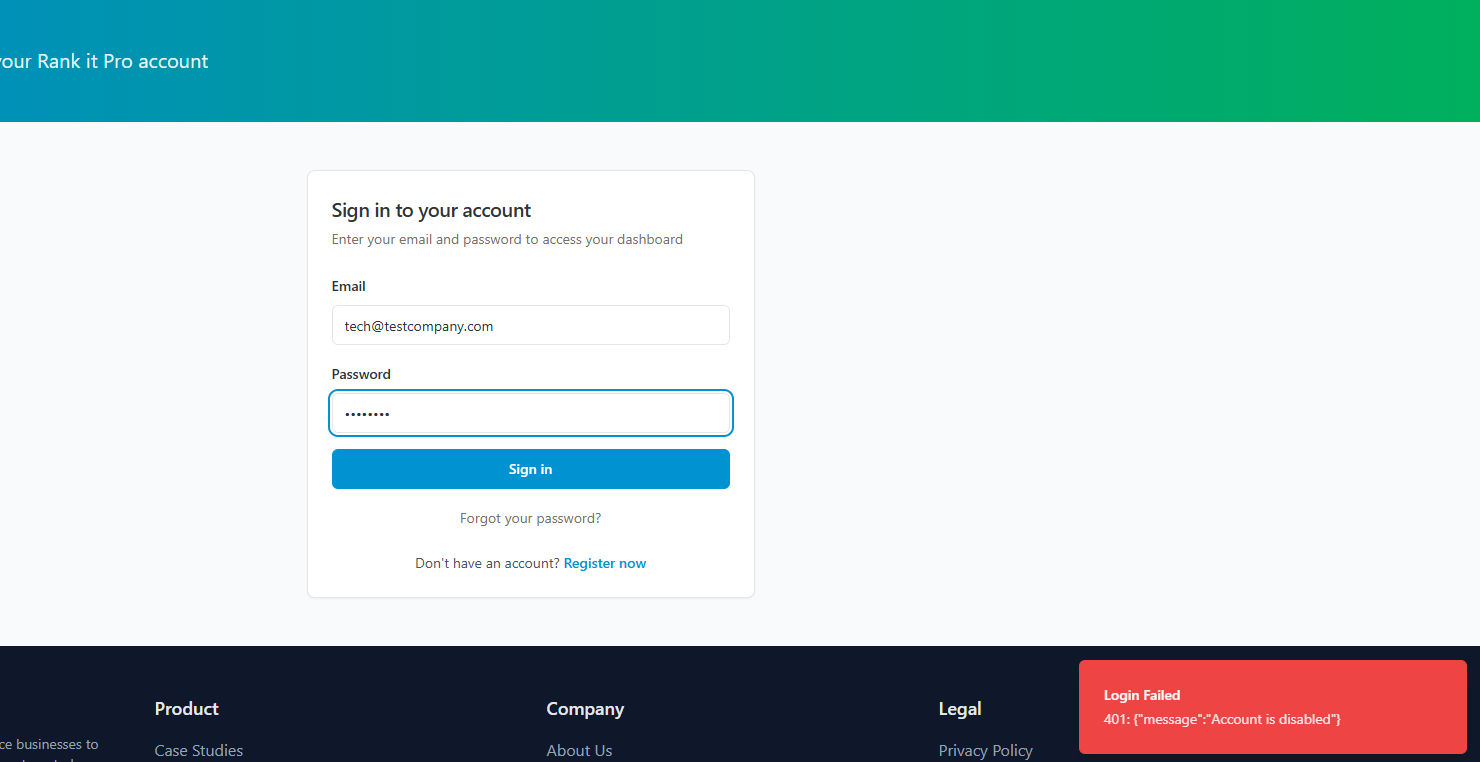 your Rank it Pro account
Sign in to your account
Enter your email and password to access your dashboard
Email
tech@testcompany.com
Password
••••••••
Sign in
Forgot your password?
Don't have an account? Register now
Product
Case Studies
Company
About Us
Legal
Privacy Policy
ce businesses to
Login Failed
401: {"message":"Account is disabled"}